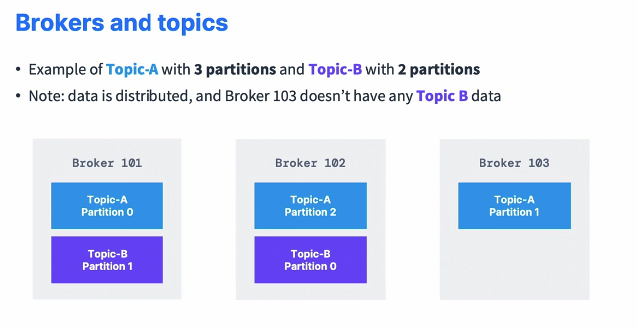 Brokers and topics
• Example of Topic-A with 3 partitions and Topic-B with 2 partitions
• Note: data is distributed, and Broker 103 doesn’t have any Topic B data
Broker 101
Topic-A
Partition 0
Topic-B
Partition 1
Broker 102
Topic-A
Partition 2
Topic-B
Partition 0
Broker 103
Topic-A
Partition 1